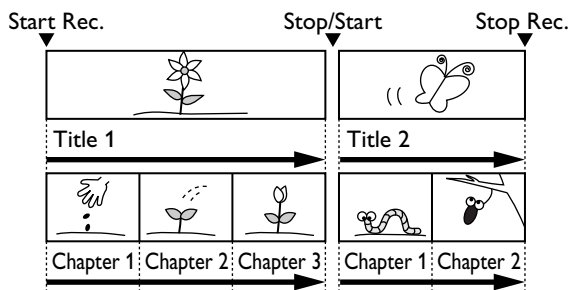 Start Rec. Stop/Start Stop Rec.
Title 1 Title 2
Chapter 1 Chapter 2 Chapter 3 Chapter 1 Chapter 2